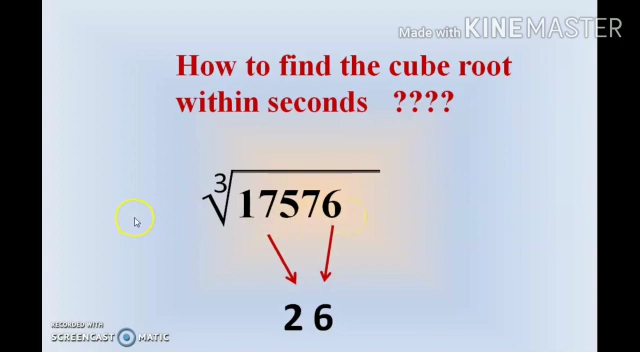 Made with KINEMASTER
How to find the cube root
within seconds ????
3
√17576
2 6
RECORDED WITH
SCREENCAST MATIC